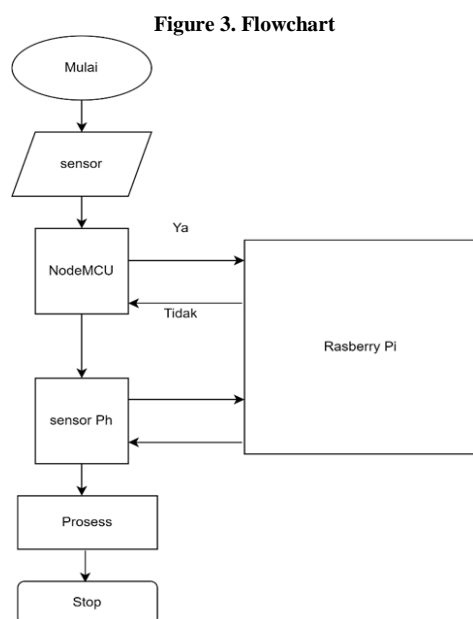 Figure 3. Flowchart
Mulai
sensor
Ya
NodeMCU
Tidak
Rasberry Pi
sensor Ph
Prosess
Stop